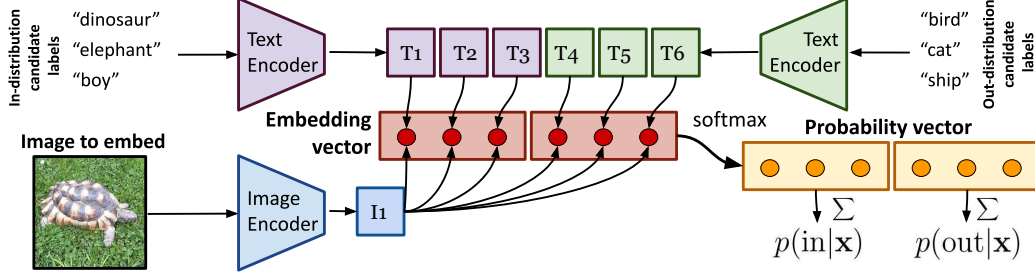 In-distribution
candidate
labels
“dinosaur”
“elephant”
“boy”
Text
Encoder
T1 T2 T3 T4 T5 T6
Text
Encoder
“bird”
“cat”
“ship”
Out-distribution
candidate
labels
Embedding
vector
softmax
Probability vector
Image to embed
Image
Encoder
I1
∑ ∑
p(in|x) p(out|x)